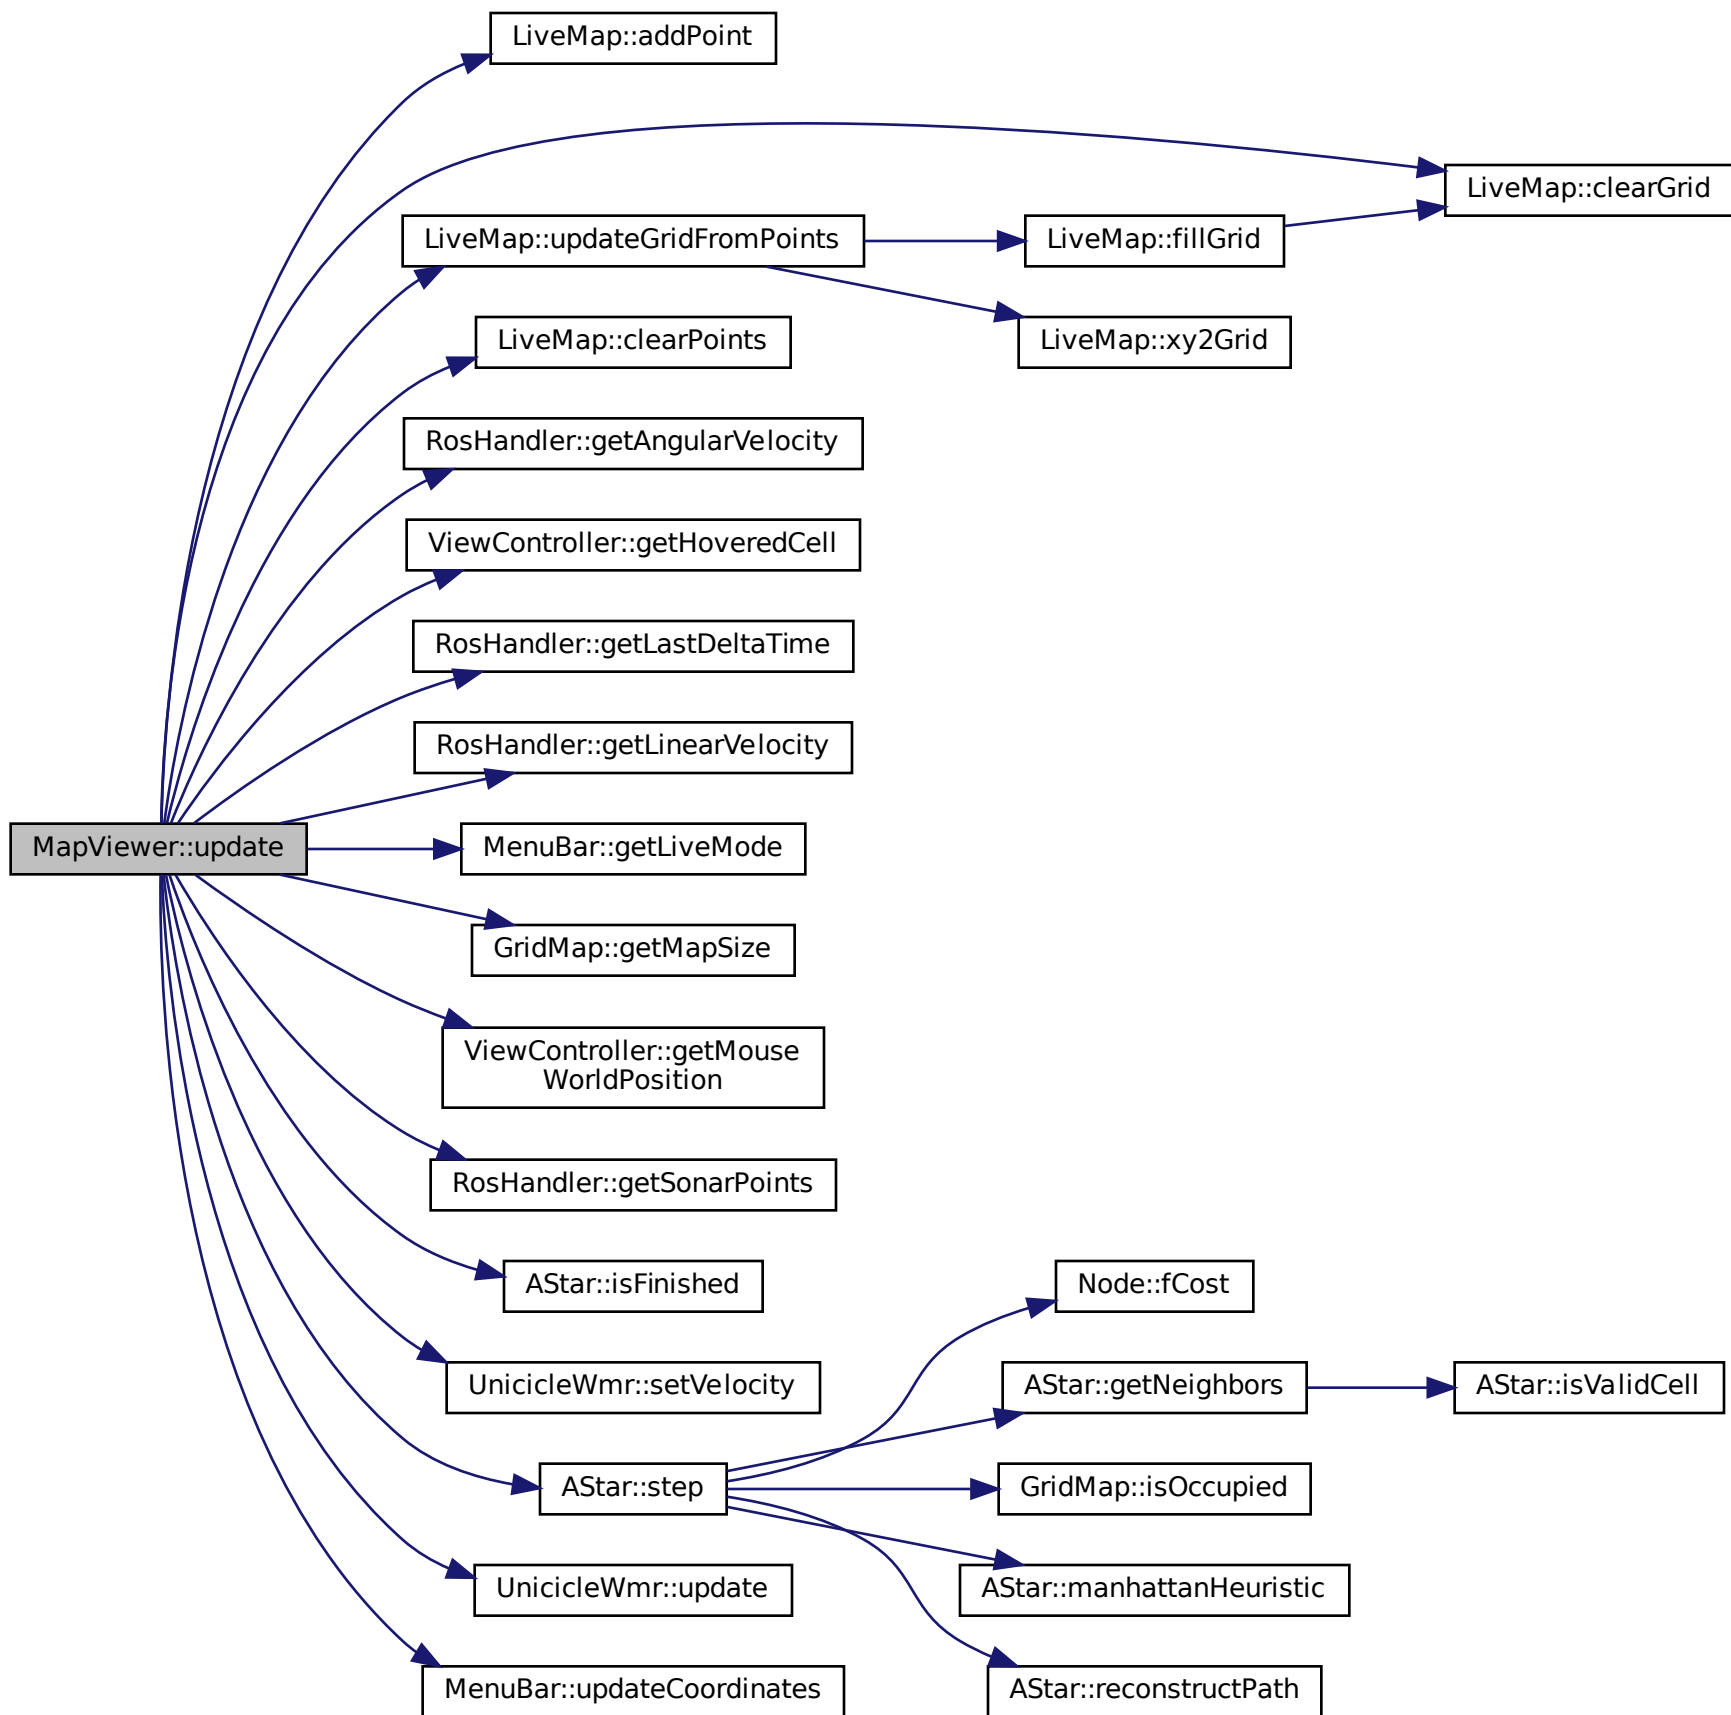 LiveMap::addPoint
LiveMap::clearGrid
LiveMap::updateGridFromPoints
LiveMap::fillGrid
LiveMap::clearPoints
LiveMap::xy2Grid
RosHandler::getAngularVelocity
ViewController::getHoveredCell
RosHandler::getLastDeltaTime
RosHandler::getLinearVelocity
MapViewer::update
MenuBar::getLiveMode
GridMap::getMapSize
ViewController::getMouse
WorldPosition
RosHandler::getSonarPoints
AStar::isFinished
Node::fCost
UnicicleWmr::setVelocity
AStar::getNeighbors
AStar::isValidCell
AStar::step
GridMap::isOccupied
UnicicleWmr::update
AStar::manhattanHeuristic
MenuBar::updateCoordinates
AStar::reconstructPath